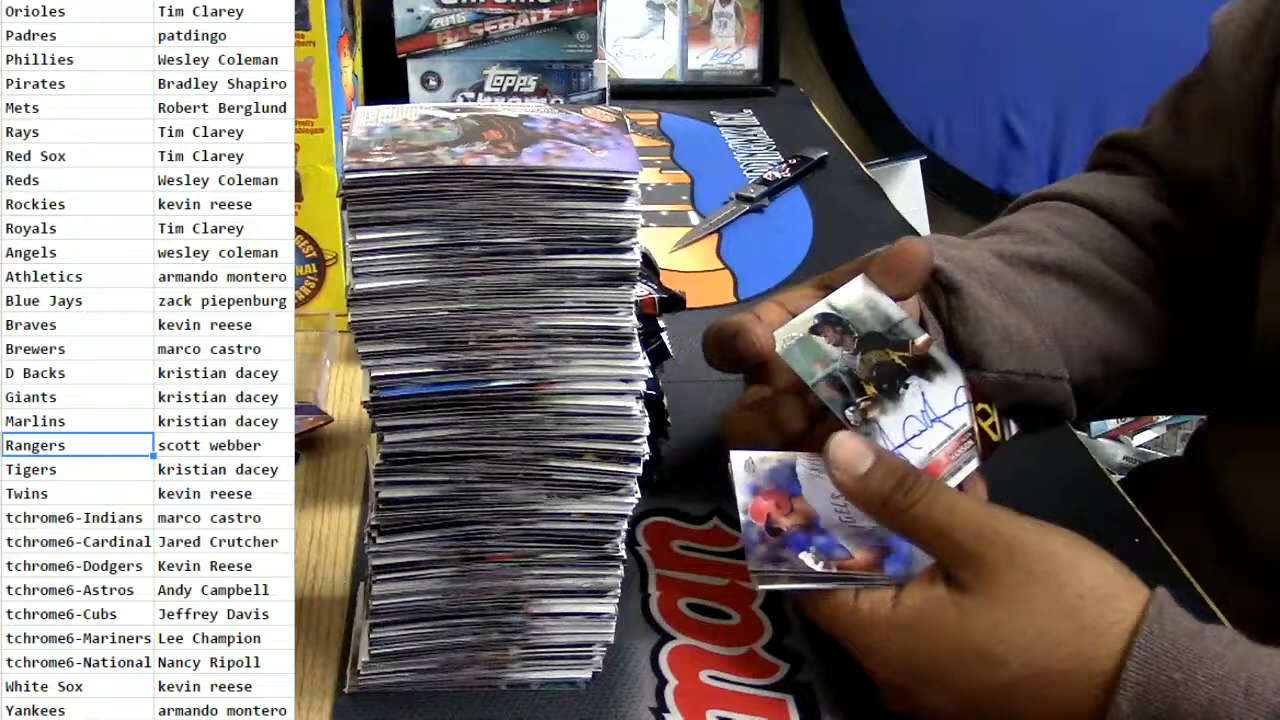 Orioles Tim Clarey
Padres patdingo
Phillies Wesley Coleman
Pirates Bradley Shapiro
Mets Robert Berglund
Rays Tim Clarey
Red Sox Tim Clarey
Reds Wesley Coleman
Rockies kevin reese
Royals Tim Clarey
Angels wesley coleman
Athletics armando montero
Blue Jays zack piepenburg
Braves kevin reese
Brewers marco castro
D Backs kristian dacey
Giants kristian dacey
Marlins kristian dacey
Rangers scott webber
Tigers kristian dacey
Twins kevin reese
tchrome6-Indians marco castro
tchrome6-Cardinal Jared Crutcher
tchrome6-Dodgers Kevin Reese
tchrome6-Astros Andy Campbell
tchrome6-Cubs Jeffrey Davis
tchrome6-Mariners Lee Champion
tchrome6-National Nancy Ripoll
White Sox kevin reese
Yankees armando montero
2016
BASEBALL
Topps
Chrome
HANSON